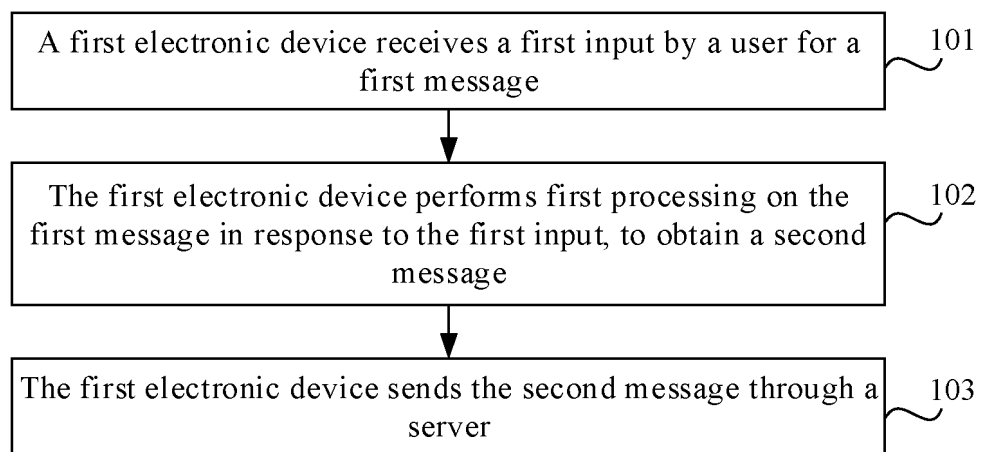 A first electronic device receives a first input by a user for a
first message
101
The first electronic device performs first processing on the
first message in response to the first input, to obtain a second
message
102
The first electronic device sends the second message through a
server
103